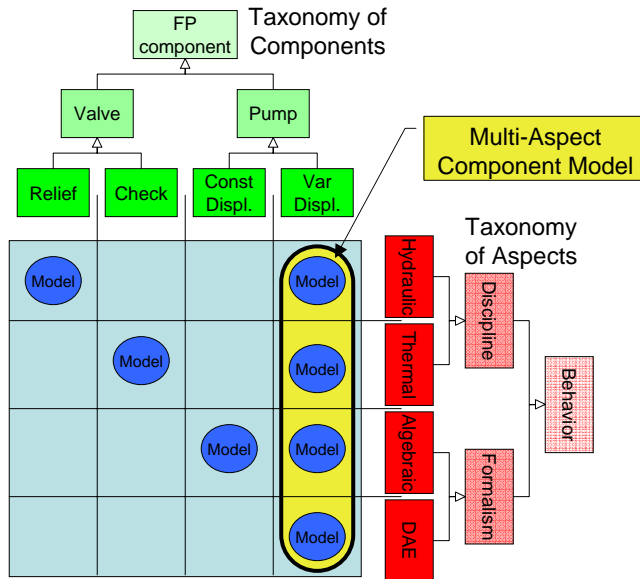 FP
component
Taxonomy of
Components
Valve
Pump
Multi-Aspect
Component Model
Relief
Check
Const
Displ.
Var
Displ.
Taxonomy
of Aspects
Model
Model
Model
Model
Model
Model
Model
Hydraulic
Thermal
Algebraic
DAE
Discipline
Formalism
Behavior